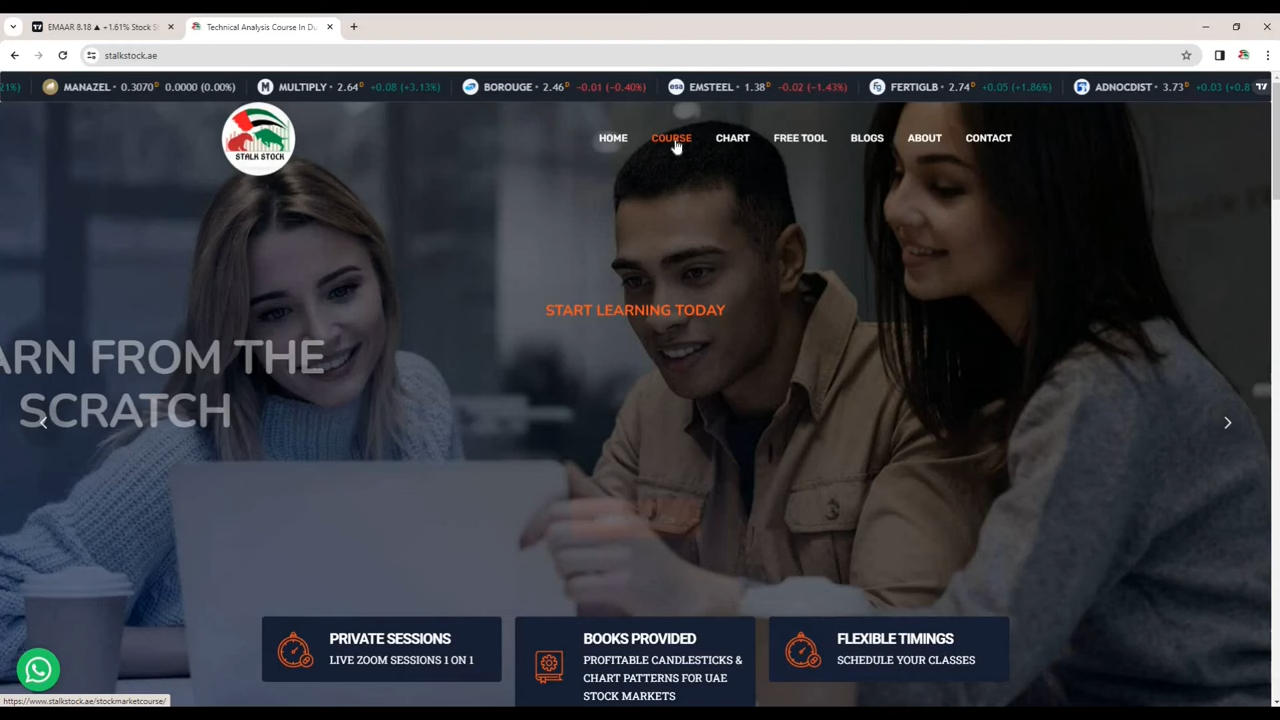 EMAAR 8.18 ▲ +1.61% Stock S
Technical Analysis Course In Du
stalkstock.ae
21%)
MANAZEL • 0.3070 D 0.0000 (0.00%)
MULTIPLY • 2.64 D +0.08 (+3.13%)
BOROUGE • 2.46 D -0.01 (-0.40%)
EMSTEEL • 1.38 D -0.02 (-1.43%)
FERTIGLB • 2.74 D +0.05 (+1.86%)
ADNOCDIST • 3.73 D +0.03 (+0.8
STALK STOCK
HOME
COURSE
CHART
FREE TOOL
BLOGS
ABOUT
CONTACT
START LEARNING TODAY
ARN FROM THE
SCRATCH
PRIVATE SESSIONS
LIVE ZOOM SESSIONS 1 ON 1
BOOKS PROVIDED
PROFITABLE CANDLESTICKS &
CHART PATTERNS FOR UAE
STOCK MARKETS
FLEXIBLE TIMINGS
SCHEDULE YOUR CLASSES
https://www.stalkstock.ae/stockmarketcourse/